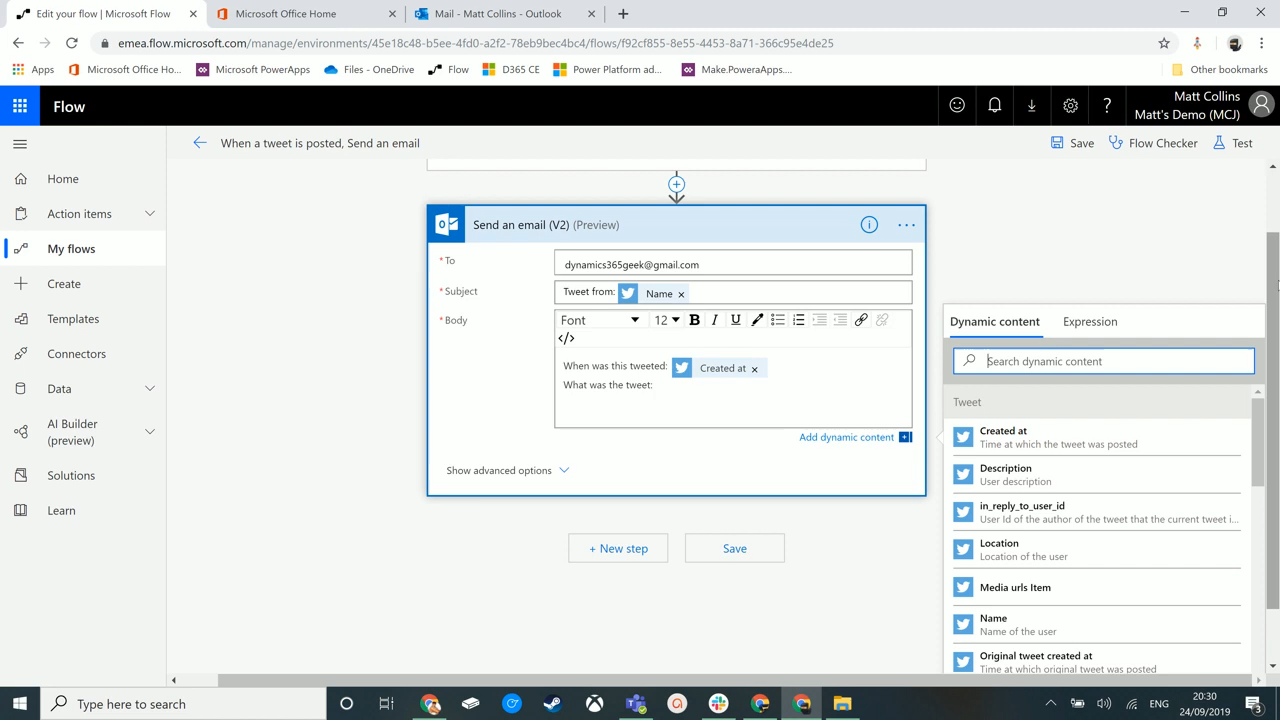 Edit your flow | Microsoft Flow
Microsoft Office Home
Mail - Matt Collins - Outlook
emea.flow.microsoft.com/manage/environments/45e18c48-b5ee-4fd0-a2f2-78eb9bec4bc4/flows/f92cf855-8e55-4453-8a71-366c95e4de25
Apps
Microsoft Office Ho...
Microsoft PowerApps
Files - OneDrive
Flow
D365 CE
Power Platform ad...
Make.PoweraApps....
Other bookmarks
Flow
?
Matt Collins
Matt's Demo (MCJ)
When a tweet is posted, Send an email
Save
Flow Checker
Test
Home
Action items
My flows
Create
Templates
Connectors
Data
AI Builder
(preview)
Solutions
Learn
Send an email (V2) (Preview)
* To
dynamics365geek@gmail.com
* Subject
Tweet from: Name ×
* Body
Font 12 B I U
</>
When was this tweeted: Created at ×
What was the tweet:
Add dynamic content
Show advanced options
+ New step
Save
Dynamic content
Expression
Search dynamic content
Tweet
Created at
Time at which the tweet was posted
Description
User description
in_reply_to_user_id
User Id of the author of the tweet that the current tweet i...
Location
Location of the user
Media urls Item
Name
Name of the user
Original tweet created at
Time at which original tweet was posted
Type here to search
ENG
20:30
24/09/2019
3